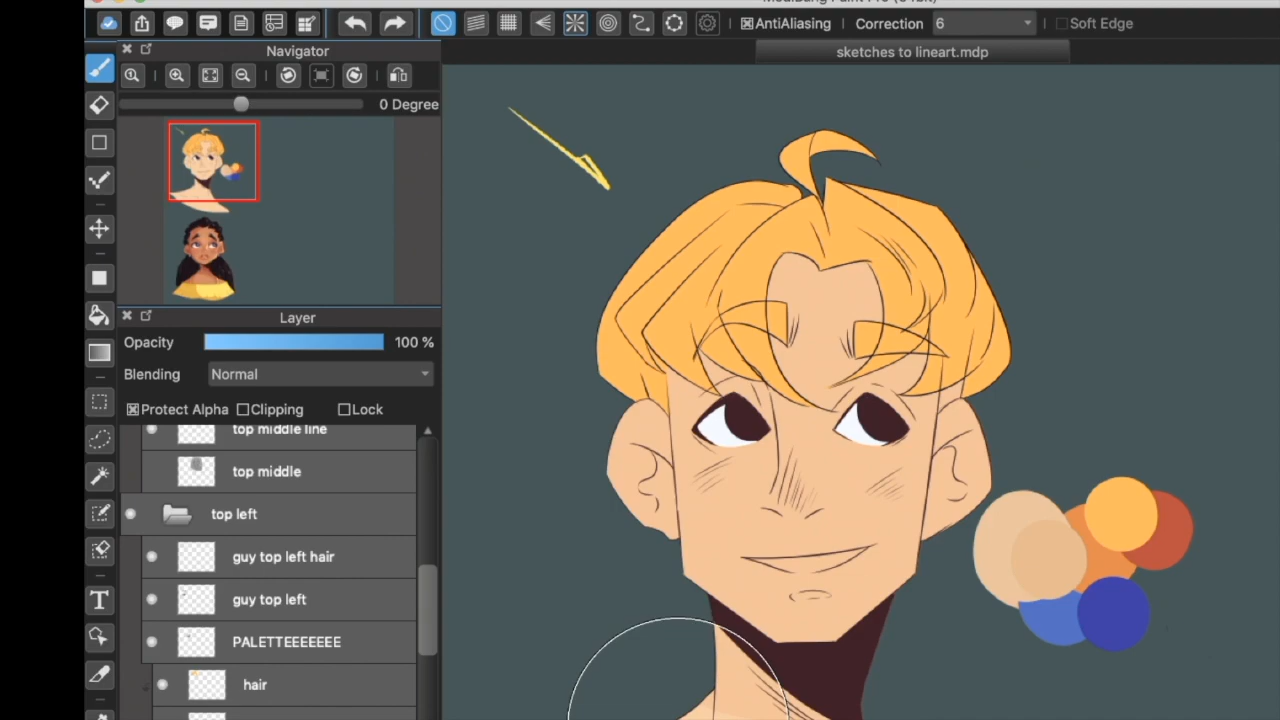 AntiAliasing Correction 6 Soft Edge
sketches to lineart.mdp
Navigator
0 Degree
Layer
Opacity 100 %
Blending Normal
Protect Alpha Clipping Lock
top middle line
top middle
top left
guy top left hair
guy top left
PALETTEEEEEE
hair
T